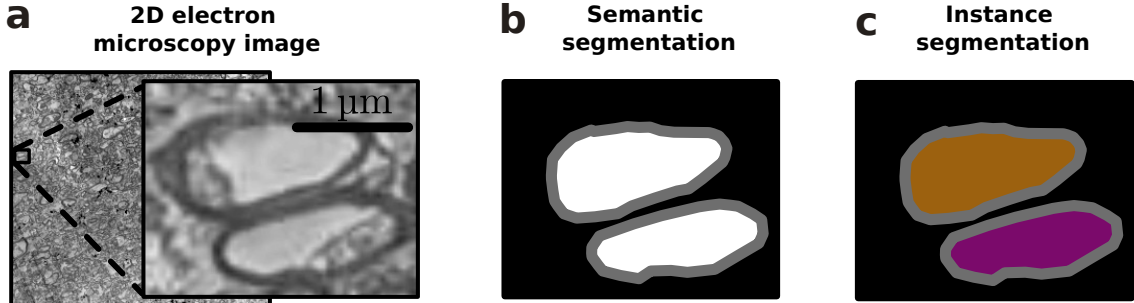 a
2D electron
microscopy image
1 µm
b
Semantic
segmentation
c
Instance
segmentation